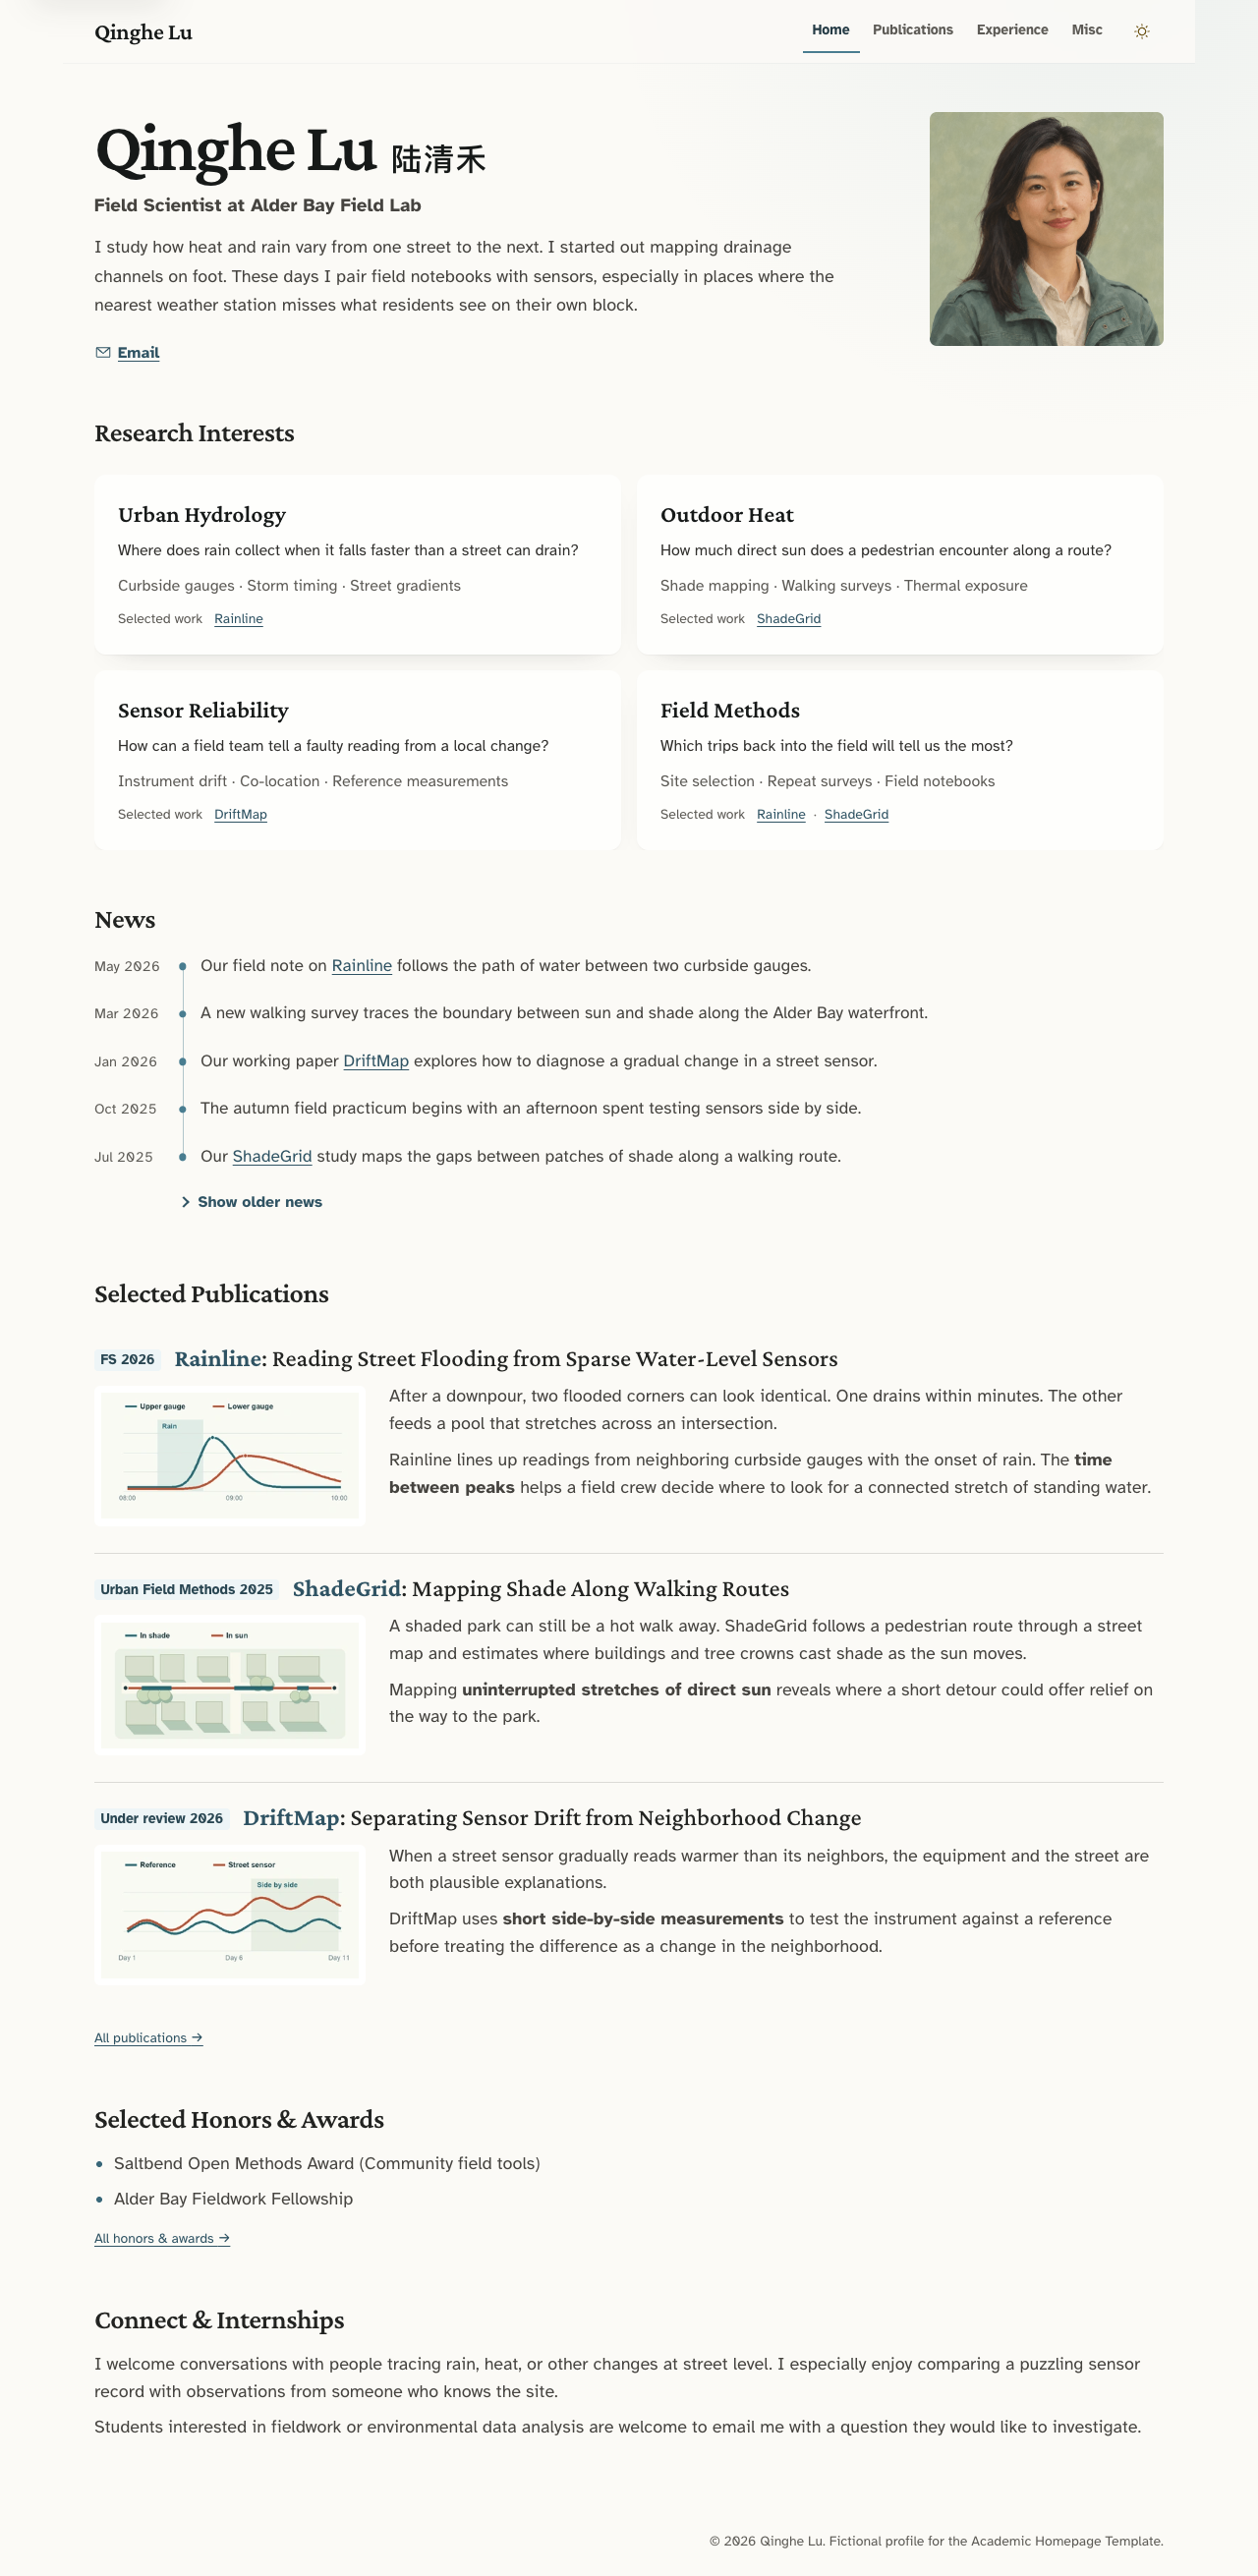 Qinghe Lu
Home Publications Experience Misc
Qinghe Lu 陆清禾
Field Scientist at Alder Bay Field Lab
I study how heat and rain vary from one street to the next. I started out mapping drainage
channels on foot. These days I pair field notebooks with sensors, especially in places where the
nearest weather station misses what residents see on their own block.
Email
Research Interests
Urban Hydrology
Where does rain collect when it falls faster than a street can drain?
Curbside gauges · Storm timing · Street gradients
Selected work Rainline
Outdoor Heat
How much direct sun does a pedestrian encounter along a route?
Shade mapping · Walking surveys · Thermal exposure
Selected work ShadeGrid
Sensor Reliability
How can a field team tell a faulty reading from a local change?
Instrument drift · Co-location · Reference measurements
Selected work DriftMap
Field Methods
Which trips back into the field will tell us the most?
Site selection · Repeat surveys · Field notebooks
Selected work Rainline · ShadeGrid
News
May 2026 Our field note on Rainline follows the path of water between two curbside gauges.
Mar 2026 A new walking survey traces the boundary between sun and shade along the Alder Bay waterfront.
Jan 2026 Our working paper DriftMap explores how to diagnose a gradual change in a street sensor.
Oct 2025 The autumn field practicum begins with an afternoon spent testing sensors side by side.
Jul 2025 Our ShadeGrid study maps the gaps between patches of shade along a walking route.
Show older news
Selected Publications
FS 2026 Rainline: Reading Street Flooding from Sparse Water-Level Sensors
Upper gauge Lower gauge
Rain
08:00 09:00 10:00
After a downpour, two flooded corners can look identical. One drains within minutes. The other
feeds a pool that stretches across an intersection.
Rainline lines up readings from neighboring curbside gauges with the onset of rain. The time
between peaks helps a field crew decide where to look for a connected stretch of standing water.
Urban Field Methods 2025 ShadeGrid: Mapping Shade Along Walking Routes
In shade In sun
A shaded park can still be a hot walk away. ShadeGrid follows a pedestrian route through a street
map and estimates where buildings and tree crowns cast shade as the sun moves.
Mapping uninterrupted stretches of direct sun reveals where a short detour could offer relief on
the way to the park.
Under review 2026 DriftMap: Separating Sensor Drift from Neighborhood Change
Reference Street sensor
Side by side
Day 1 Day 6 Day 11
When a street sensor gradually reads warmer than its neighbors, the equipment and the street are
both plausible explanations.
DriftMap uses short side-by-side measurements to test the instrument against a reference
before treating the difference as a change in the neighborhood.
All publications →
Selected Honors & Awards
• Saltbend Open Methods Award (Community field tools)
• Alder Bay Fieldwork Fellowship
All honors & awards →
Connect & Internships
I welcome conversations with people tracing rain, heat, or other changes at street level. I especially enjoy comparing a puzzling sensor
record with observations from someone who knows the site.
Students interested in fieldwork or environmental data analysis are welcome to email me with a question they would like to investigate.
© 2026 Qinghe Lu. Fictional profile for the Academic Homepage Template.